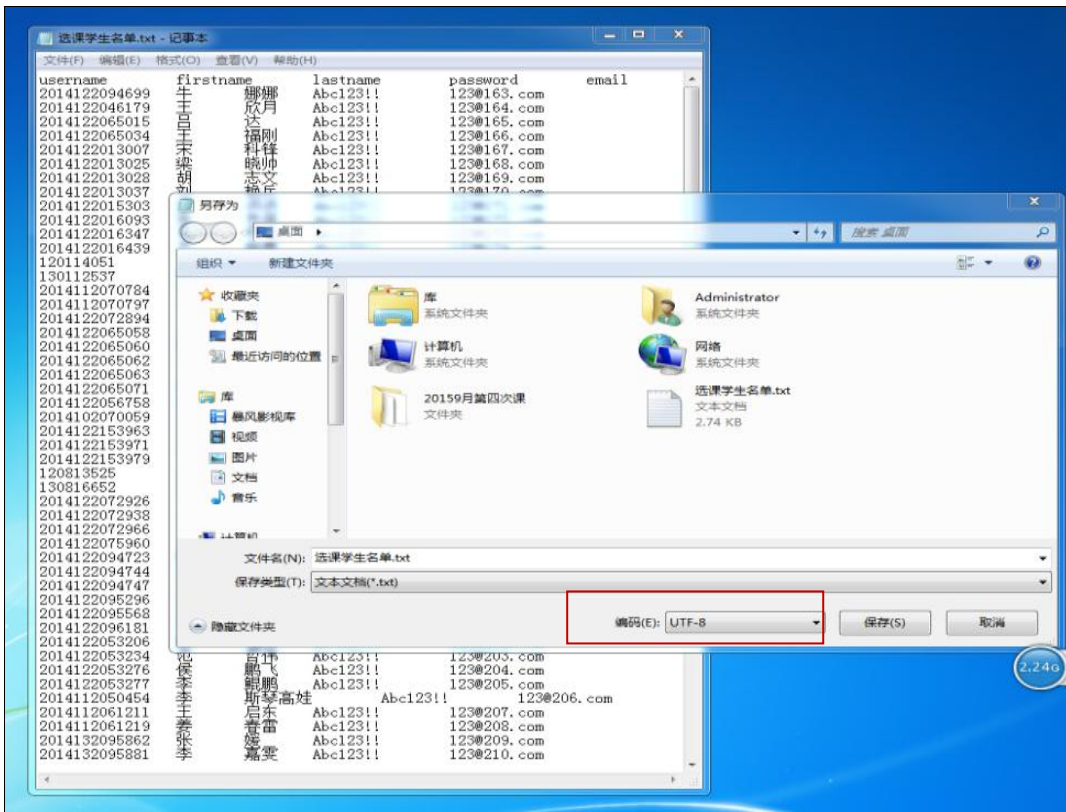 选课学生名单.txt - 记事本
文件(F) 编辑(E) 格式(O) 查看(V) 帮助(H)
username firstname lastname password email
2014122094699 牛 娜娜 Abc123!! 123@163.com
2014122046179 王 欣月 Abc123!! 123@164.com
2014122065015 吕 达 Abc123!! 123@165.com
2014122065034 王 福刚 Abc123!! 123@166.com
2014122013007 宋 科锋 Abc123!! 123@167.com
2014122013025 梁 晓帅 Abc123!! 123@168.com
2014122013028 胡 志文 Abc123!! 123@169.com
2014122013037 刘 Abc123!! 123@170.com
2014122015303
2014122016093
2014122016347
2014122016439
120114051
130112537
2014112070784
2014112070797
2014122072894
2014122065058
2014122065060
2014122065062
2014122065063
2014122065071
2014122056758
2014102070059
2014122153963
2014122153971
2014122153979
120813525
130816652
2014122072926
2014122072938
2014122072966
2014122075960
2014122094723
2014122094744
2014122094747
2014122095296
2014122095568
2014122096181
2014122053206
2014122053234 范 Abc123!! 123@203.com
2014122053276 侯 鹏飞 Abc123!! 123@204.com
2014122053277 李 鲲鹏 Abc123!! 123@205.com
2014112050454 李 斯琴高娃 Abc123!! 123@206.com
2014112061211 王 启东 Abc123!! 123@207.com
2014112061219 姜 春雷 Abc123!! 123@208.com
2014132095862 张 媛 Abc123!! 123@209.com
2014132095881 李 嘉雯 Abc123!! 123@210.com
另存为
桌面
搜索 桌面
组织 新建文件夹
收藏夹
下载
桌面
最近访问的位置
库
暴风影视库
视频
图片
文档
音乐
计算机
库
系统文件夹
Administrator
系统文件夹
计算机
系统文件夹
网络
系统文件夹
20159月第四次课
文件夹
选课学生名单.txt
文本文档
2.74 KB
文件名(N): 选课学生名单.txt
保存类型(T): 文本文档(*.txt)
隐藏文件夹 编码(E): UTF-8 保存(S) 取消
2.24G